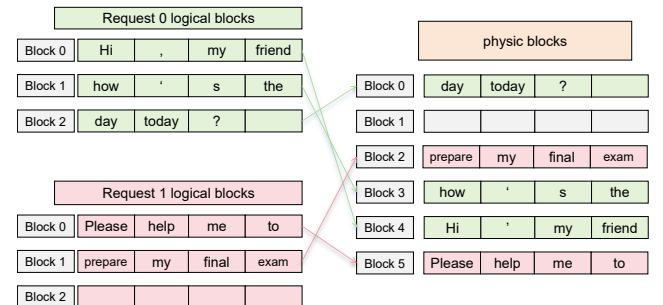 Request 0 logical blocks
Block 0 Hi , my friend
Block 1 how ‘ s the
Block 2 day today ?
Request 1 logical blocks
Block 0 Please help me to
Block 1 prepare my final exam
Block 2
physic blocks
Block 0 day today ?
Block 1
Block 2 prepare my final exam
Block 3 how ‘ s the
Block 4 Hi ’ my friend
Block 5 Please help me to